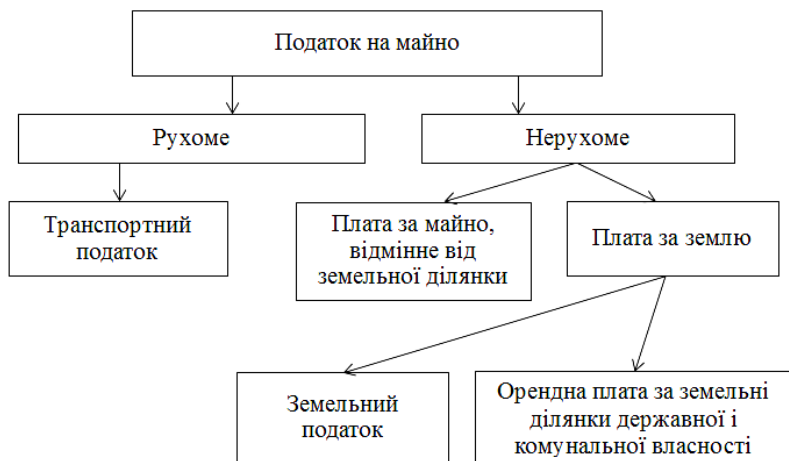 Податок на майно
Рухоме
Нерухоме
Транспортний
податок
Плата за майно,
відмінне від
земельної ділянки
Плата за землю
Земельний
податок
Орендна плата за земельні
ділянки державної і
комунальної власності